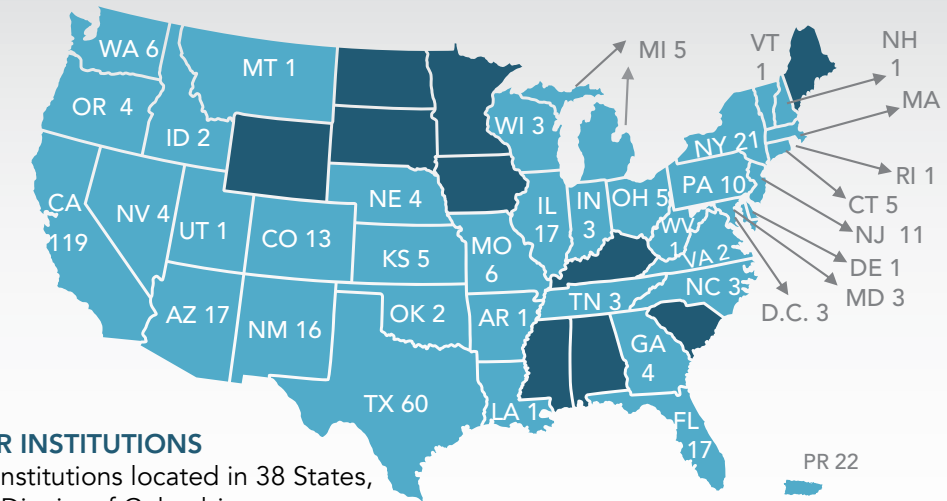 WA 6
MT 1
MI 5
VT
1
NH
1
OR 4
MA
ID 2
WI 3
NY 21
RI 1
NE 4
PA 10
CT 5
CA
119
NV 4
UT 1
CO 13
IL
17
IN
3
OH 5
NJ 11
KS 5
MO
6
WV
1
VA 2
DE 1
MD 3
D.C. 3
AZ 17
NM 16
OK 2
AR 1
TN 3
NC 3
GA
4
TX 60
LA 1
FL
17
PR 22
R INSTITUTIONS
nstitutions located in 38 States,